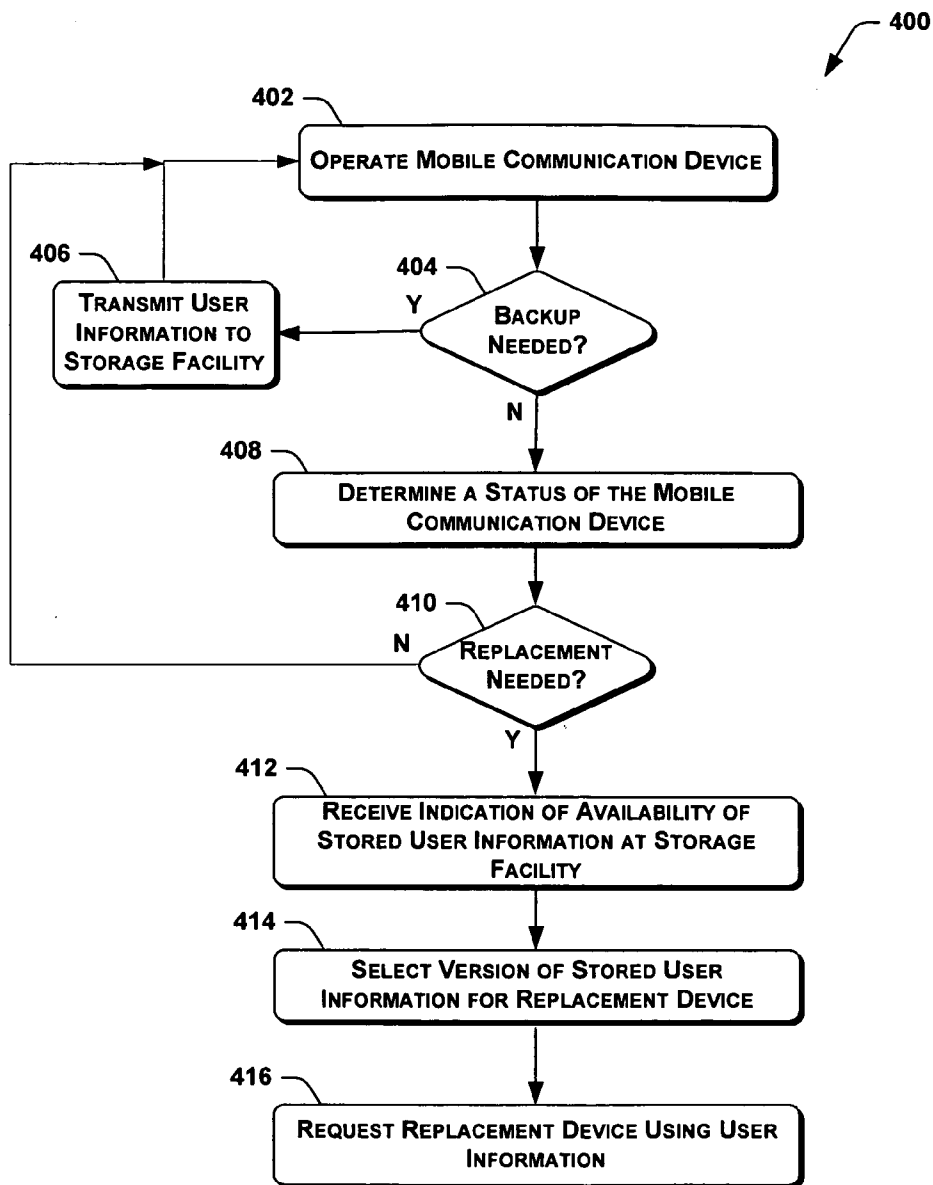 400
402
OPERATE MOBILE COMMUNICATION DEVICE
406
TRANSMIT USER
INFORMATION TO
STORAGE FACILITY
404
Y
BACKUP
NEEDED?
N
408
DETERMINE A STATUS OF THE MOBILE
COMMUNICATION DEVICE
410
N
REPLACEMENT
NEEDED?
Y
412
RECEIVE INDICATION OF AVAILABILITY OF
STORED USER INFORMATION AT STORAGE
FACILITY
414
SELECT VERSION OF STORED USER
INFORMATION FOR REPLACEMENT DEVICE
416
REQUEST REPLACEMENT DEVICE USING USER
INFORMATION